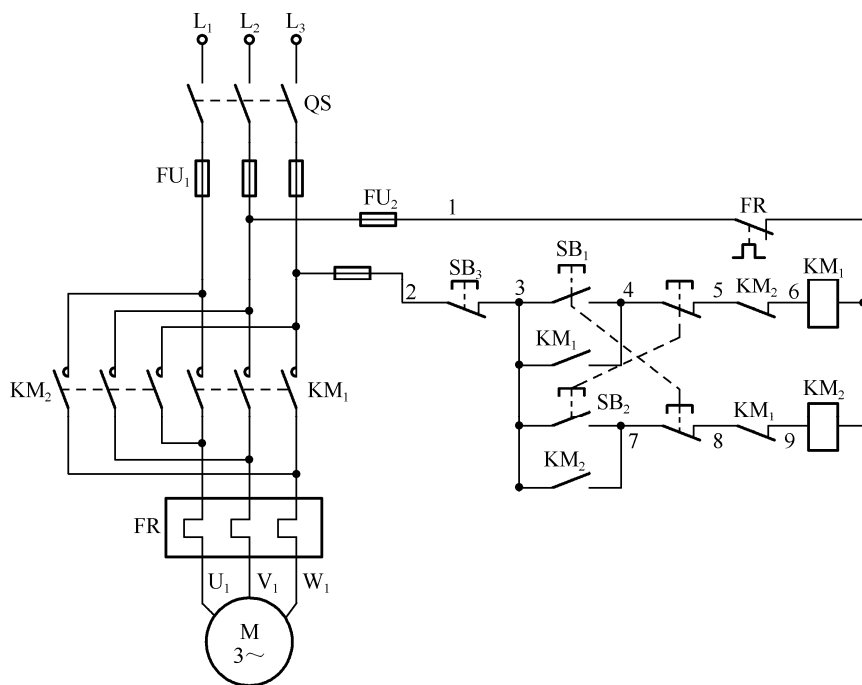 L₁ L₂ L₃
QS
FU₁
FU₂ 1 FR
SB₃ SB₁ KM₁
2 3 4 5 KM₂ 6
KM₁
KM₂ KM₁
SB₂ KM₂
7 8 KM₁ 9
KM₂
FR
U₁ V₁ W₁
M
3～